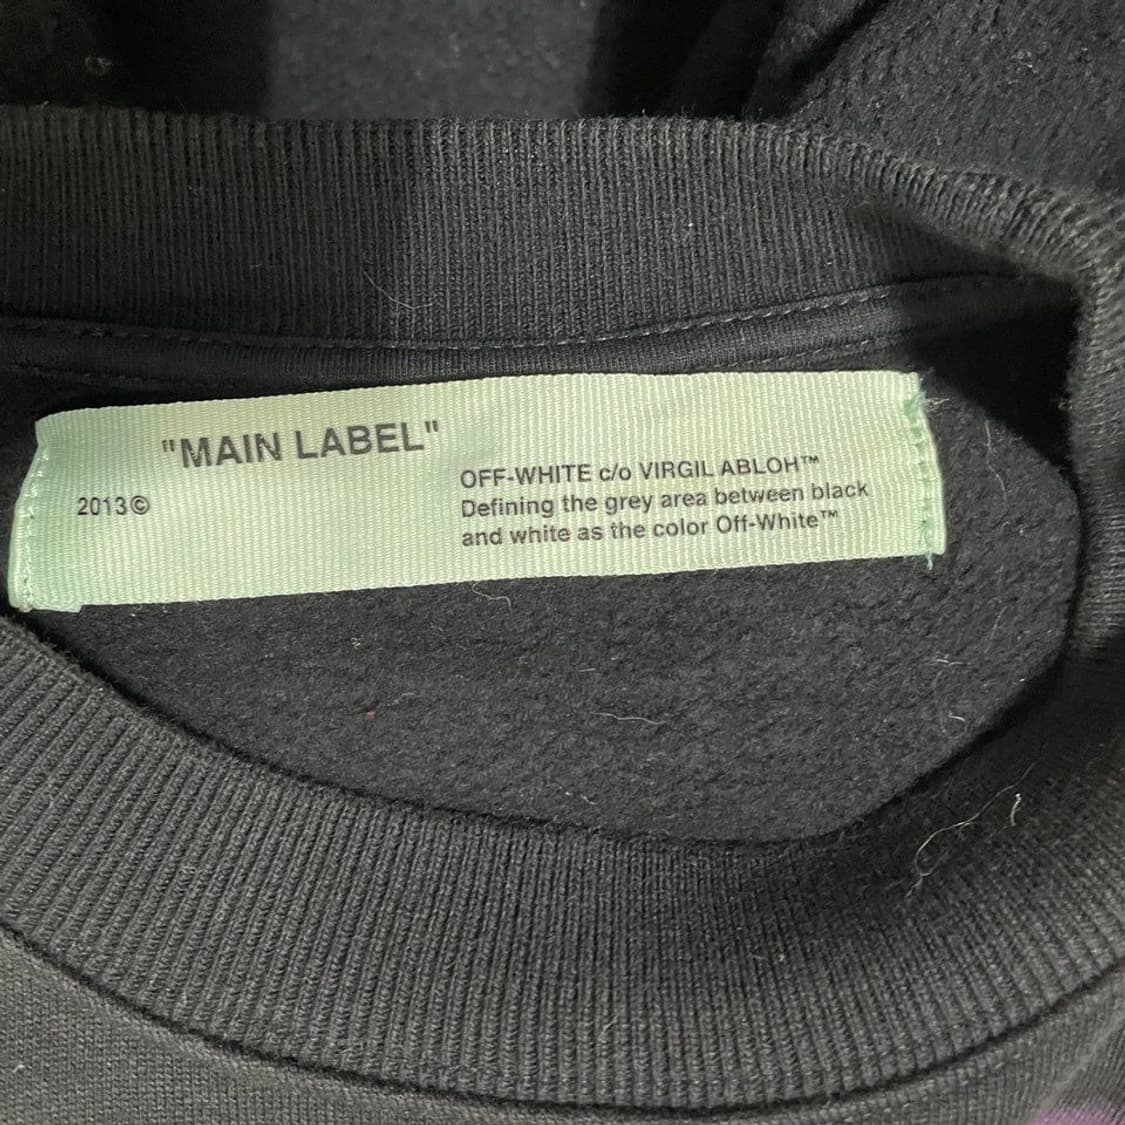 "MAIN LABEL"
2013©
OFF-WHITE c/o VIRGIL ABLOH™
Defining the grey area between black
and white as the color Off-White™